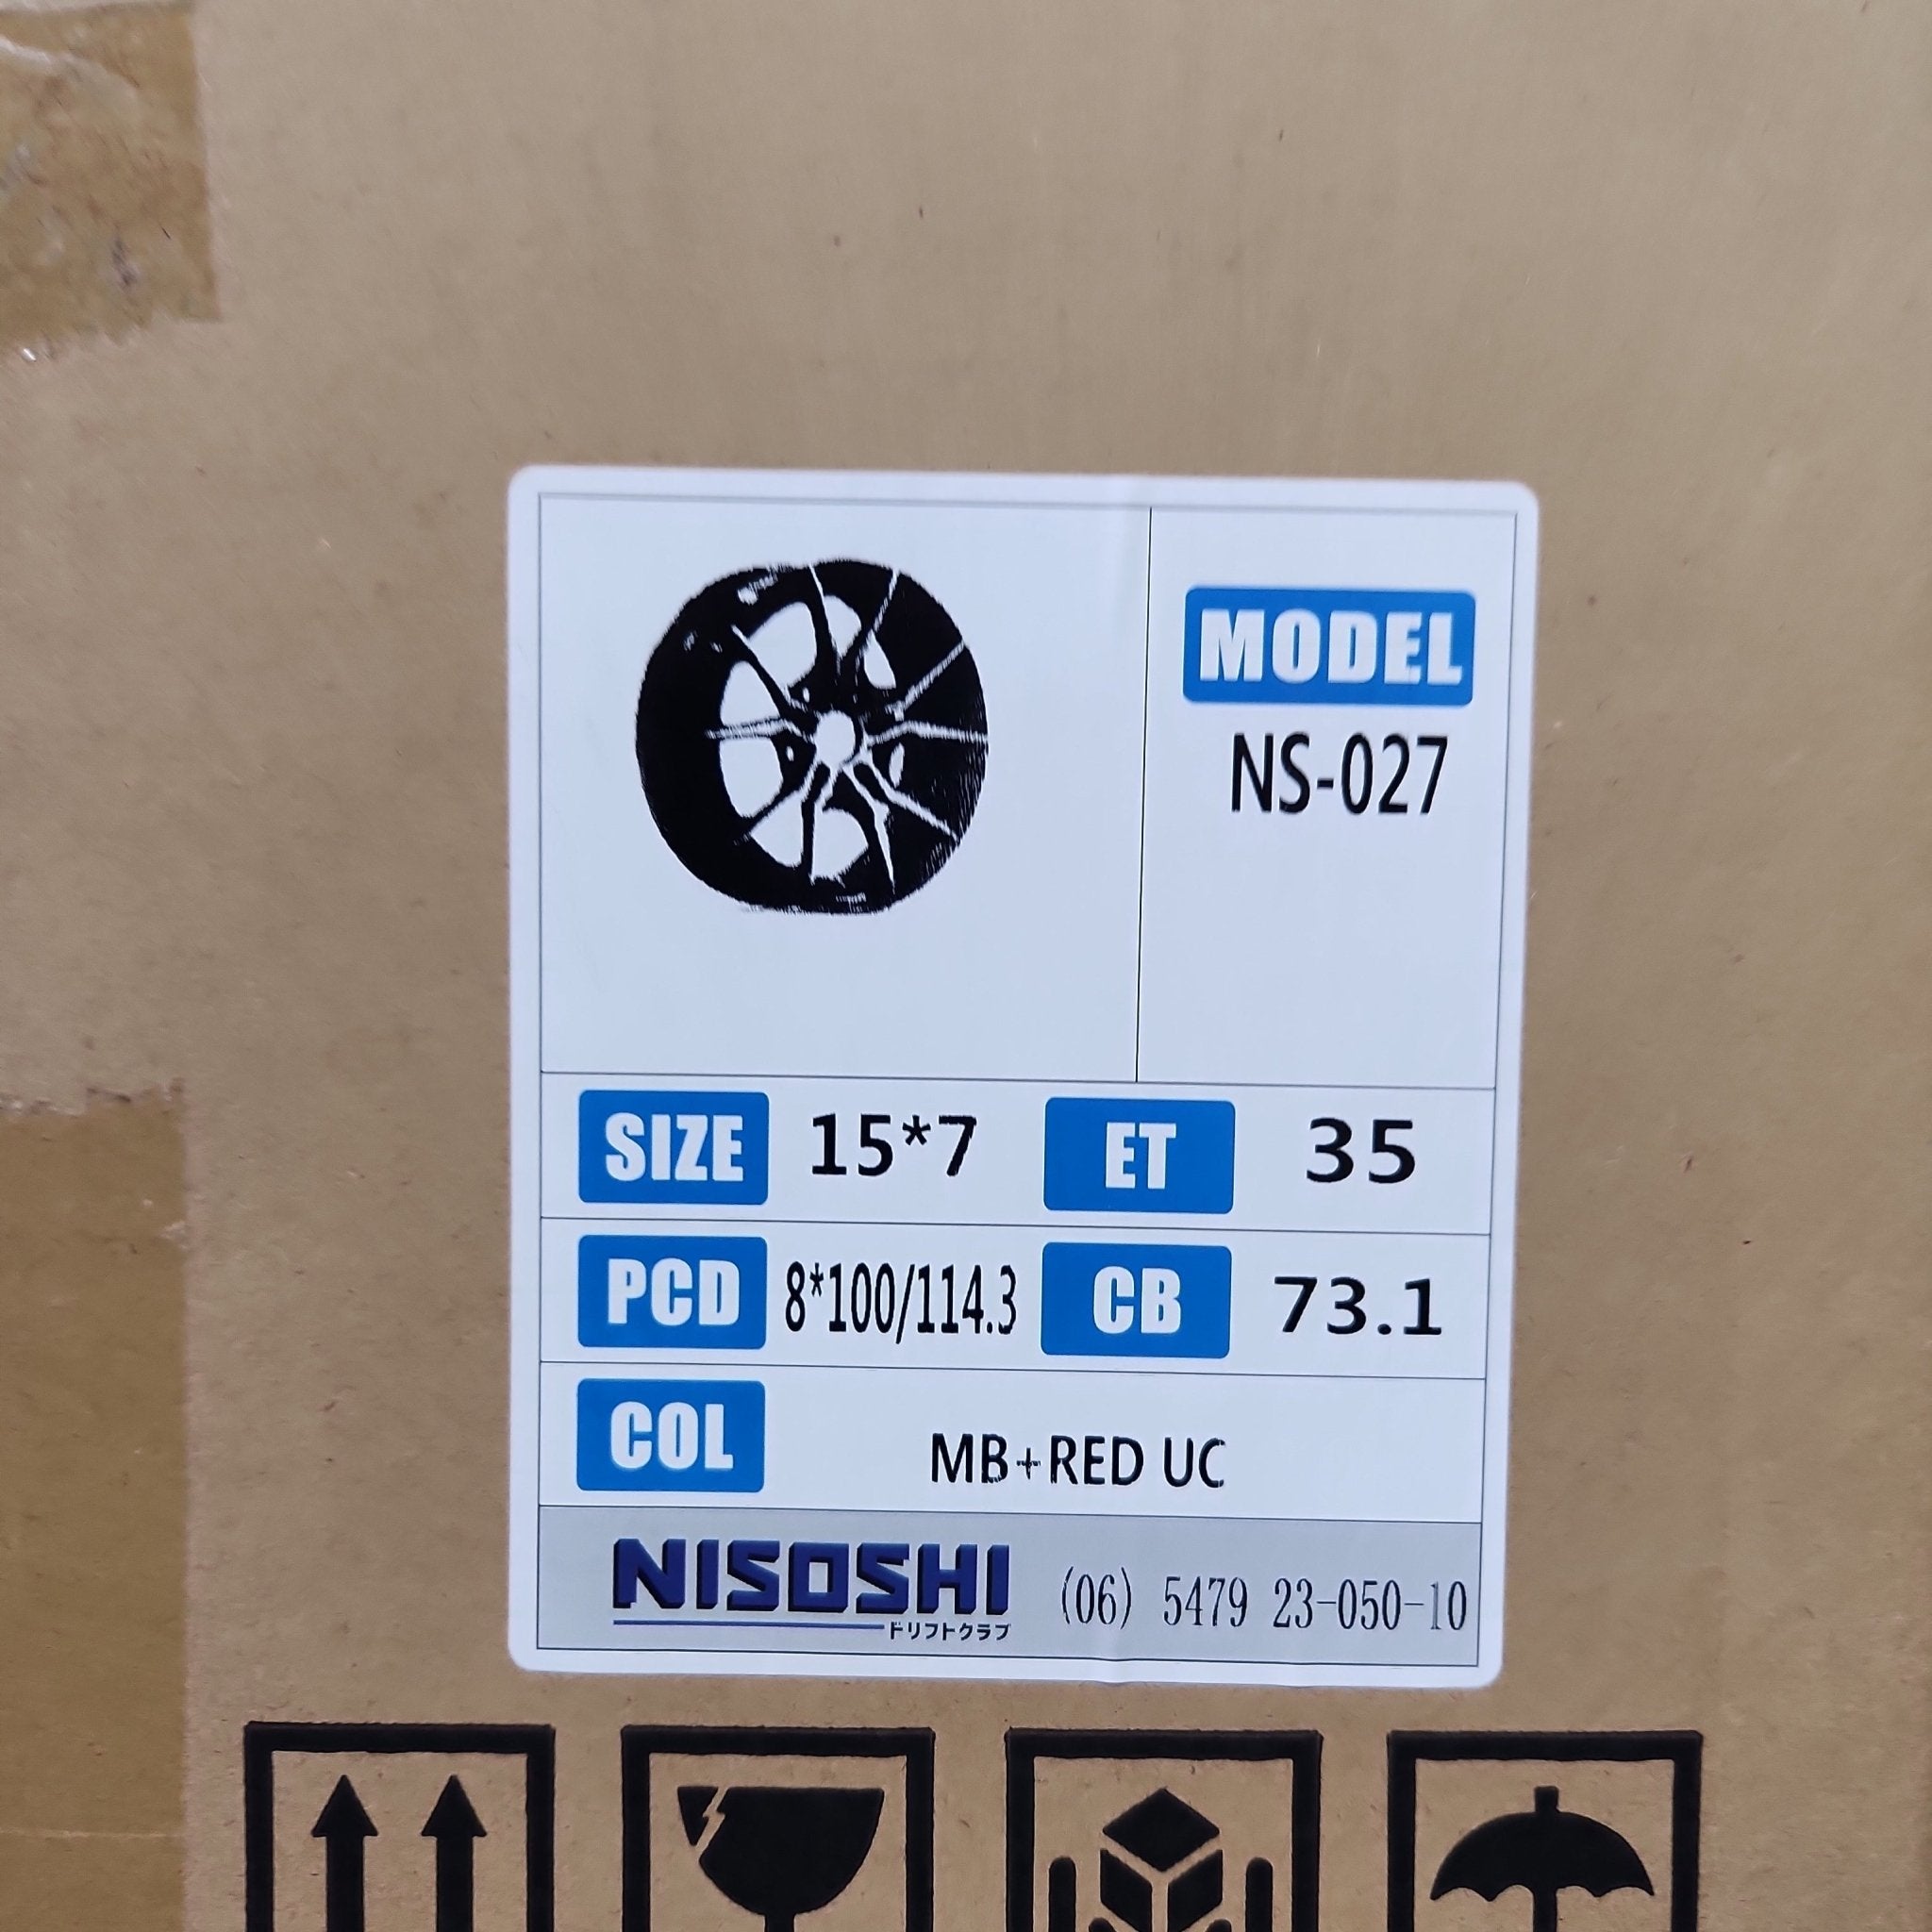 MODEL
NS-027
SIZE 15*7 ET 35
PCD 8*100/114.3 CB 73.1
COL MB+RED UC
NISOSHI (06) 5479 23-050-10
ドリフトクラブ